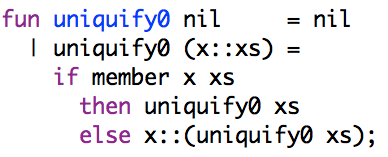 fun uniquify0 nil     = nil
  | uniquify0 (x::xs) =
    if member x xs
      then uniquify0 xs
      else x::(uniquify0 xs);